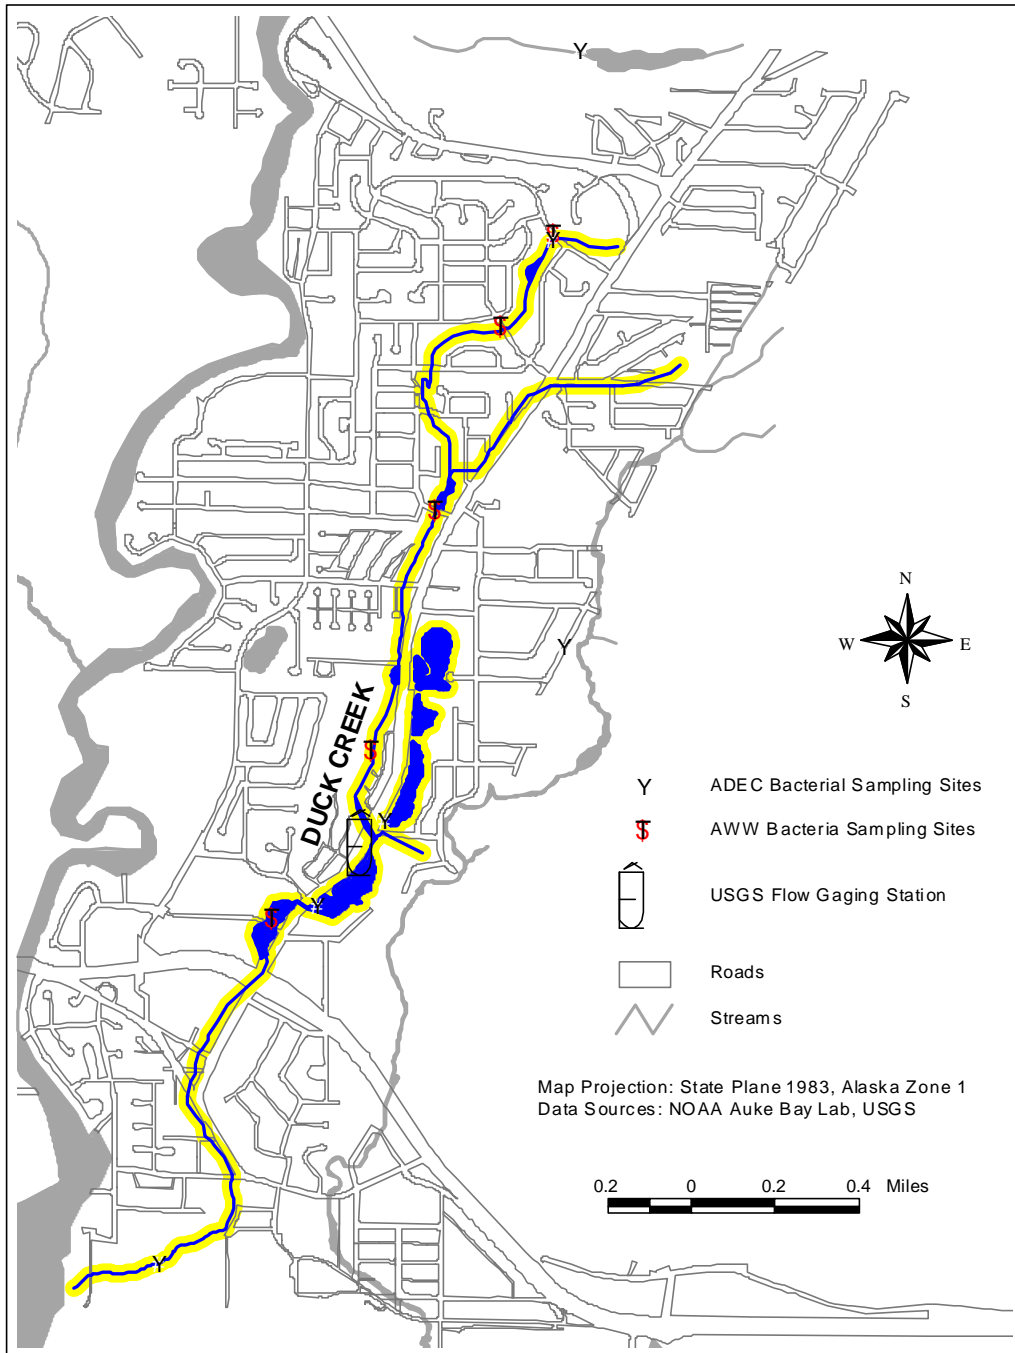 Y
DUCK CREEK
N
W
E
S
Y ADEC Bacterial Sampling Sites
AWW Bacteria Sampling Sites
USGS Flow Gaging Station
Roads
Streams
Map Projection: State Plane 1983, Alaska Zone 1
Data Sources: NOAA Auke Bay Lab, USGS
0.2 0 0.2 0.4 Miles